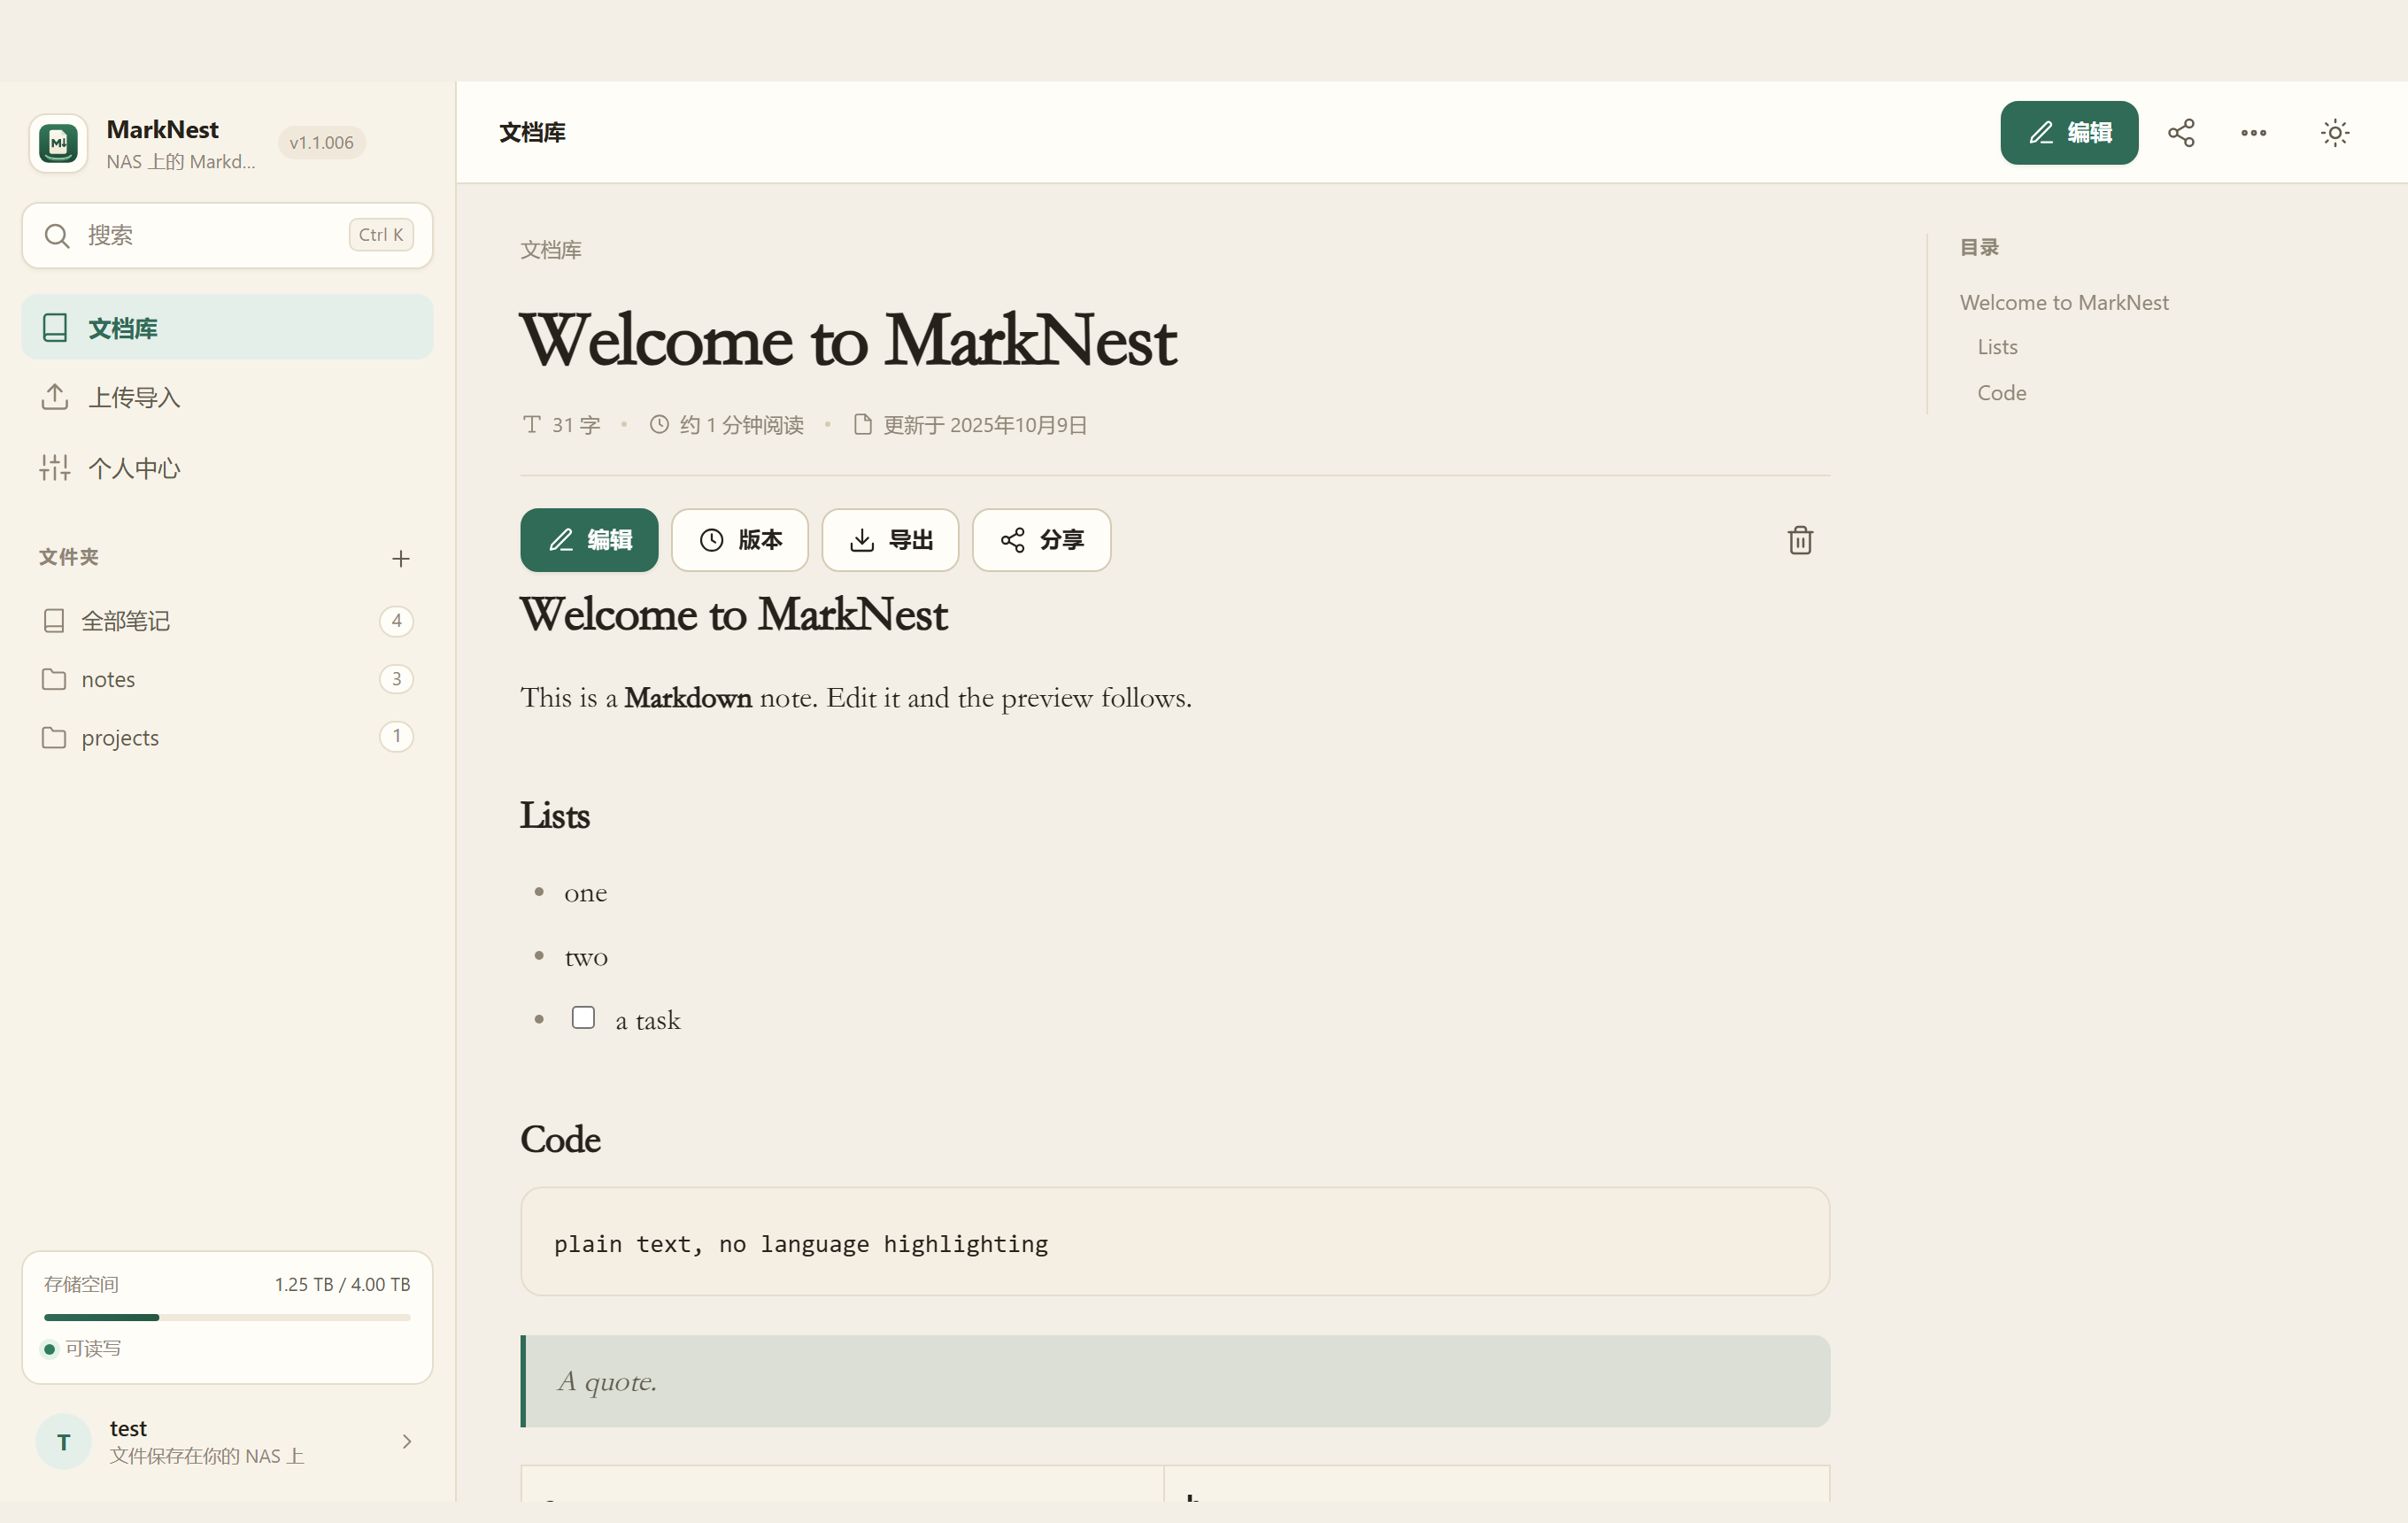 MarkNest
NAS 上的 Markd...
v1.1.006
搜索
Ctrl K
文档库
上传导入
个人中心
文件夹
全部笔记
4
notes
3
projects
1
存储空间
1.25 TB / 4.00 TB
可读写
T
test
文件保存在你的 NAS 上
文档库
编辑
文档库
Welcome to MarkNest
31 字
约 1 分钟阅读
更新于 2025年10月9日
编辑
版本
导出
分享
Welcome to MarkNest
This is a Markdown note. Edit it and the preview follows.
Lists
one
two
a task
Code
plain text, no language highlighting
A quote.
目录
Welcome to MarkNest
Lists
Code